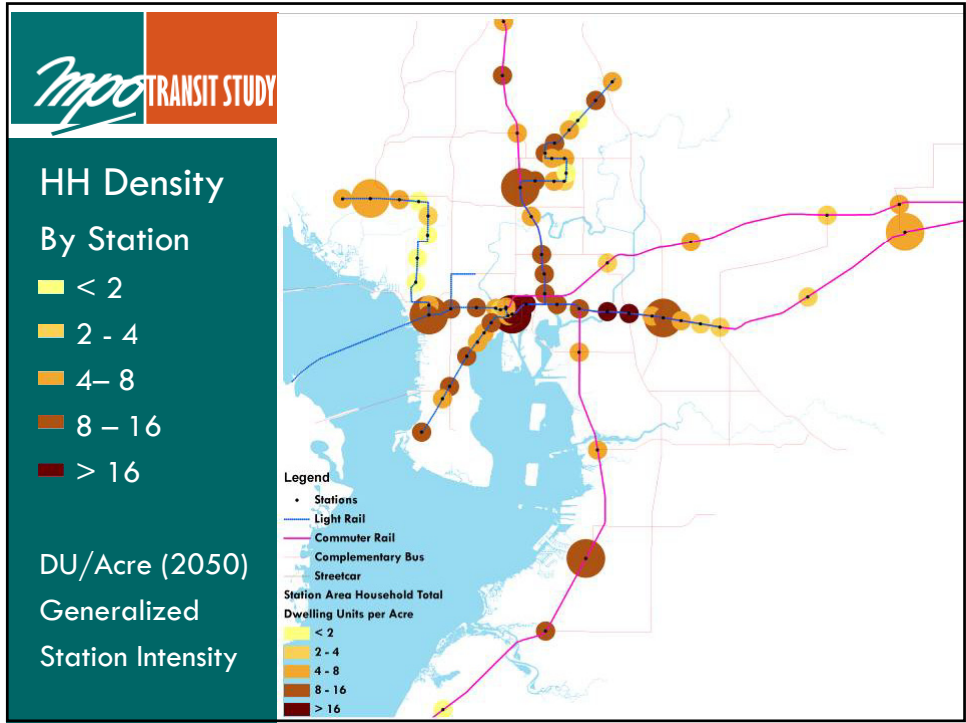 mpo TRANSIT STUDY
HH Density
By Station
< 2
2 - 4
4– 8
8 – 16
> 16
DU/Acre (2050)
Generalized
Station Intensity
Legend
Stations
Light Rail
Commuter Rail
Complementary Bus
Streetcar
Station Area Household Total
Dwelling Units per Acre
< 2
2 - 4
4 - 8
8 - 16
> 16